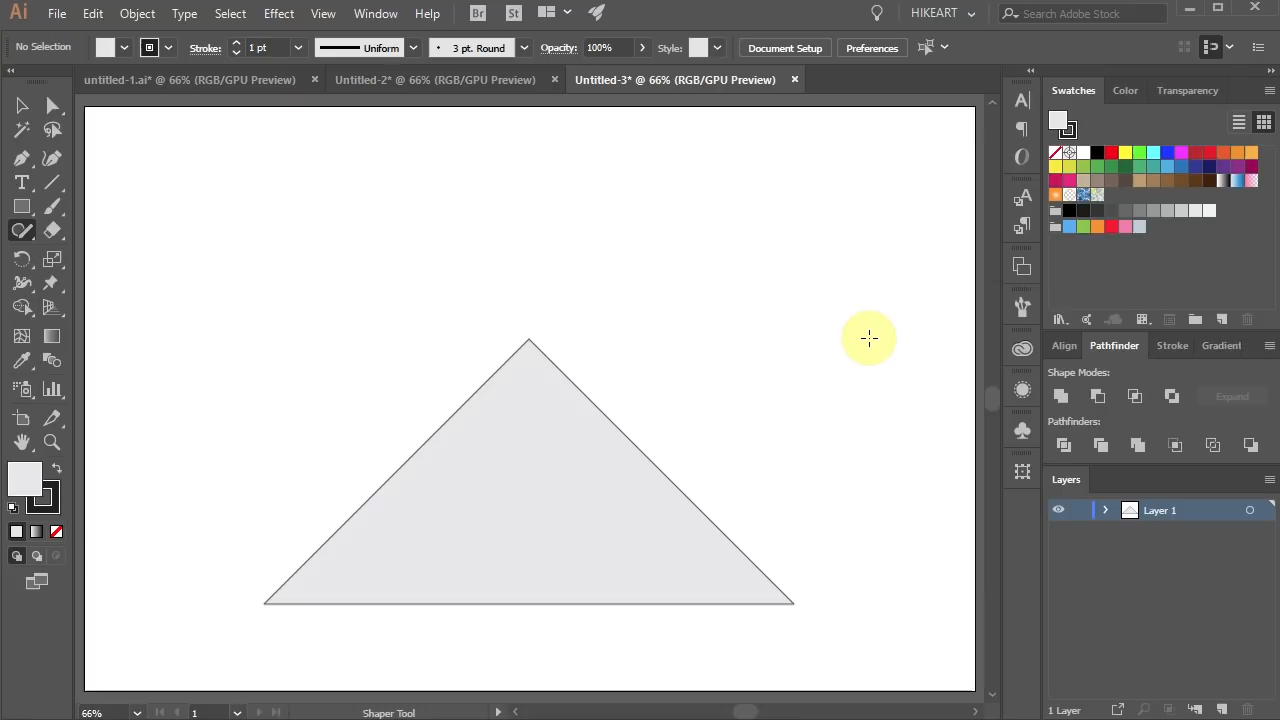 Ai File Edit Object Type Select Effect View Window Help Br St HIKEART Search Adobe Stock
No Selection Stroke: 1 pt Uniform 3 pt. Round Opacity: 100% Style: Document Setup Preferences
untitled-1.ai* @ 66% (RGB/GPU Preview) Untitled-2* @ 66% (RGB/GPU Preview) Untitled-3* @ 66% (RGB/GPU Preview)
Swatches Color Transparency
Align Pathfinder Stroke Gradient
Shape Modes:
Expand
Pathfinders:
Layers
Layer 1
66% 1 Shaper Tool 1 Layer